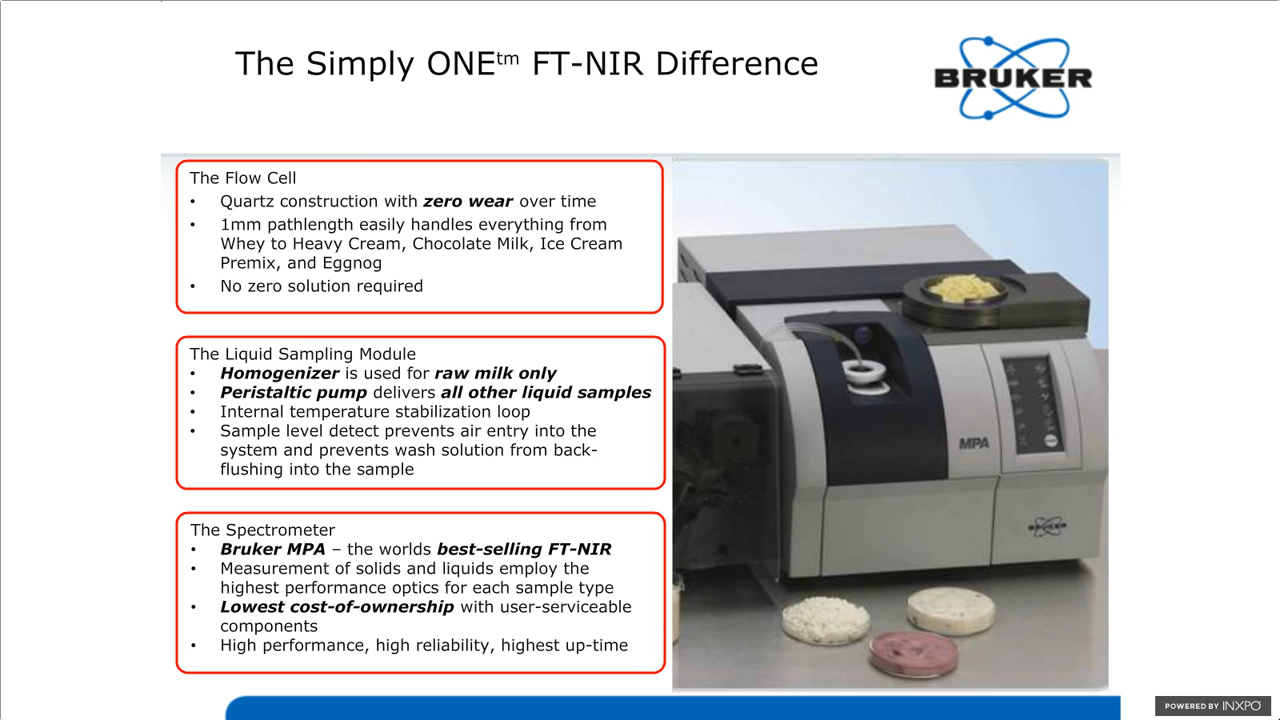 The Simply ONEtm FT-NIR Difference
BRUKER
The Flow Cell
• Quartz construction with zero wear over time
• 1mm pathlength easily handles everything from
Whey to Heavy Cream, Chocolate Milk, Ice Cream
Premix, and Eggnog
• No zero solution required
The Liquid Sampling Module
• Homogenizer is used for raw milk only
• Peristaltic pump delivers all other liquid samples
• Internal temperature stabilization loop
• Sample level detect prevents air entry into the
system and prevents wash solution from back-
flushing into the sample
The Spectrometer
• Bruker MPA – the worlds best-selling FT-NIR
• Measurement of solids and liquids employ the
highest performance optics for each sample type
• Lowest cost-of-ownership with user-serviceable
components
• High performance, high reliability, highest up-time
MPA
BRUKER
POWERED BY INXPO